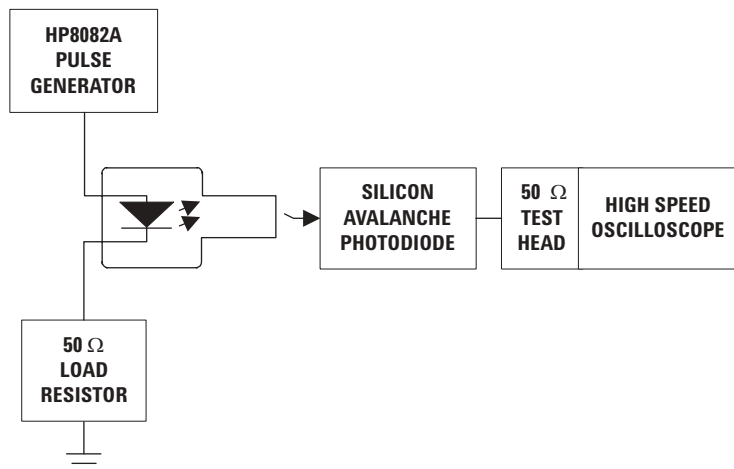 HP8082A
PULSE
GENERATOR
SILICON
AVALANCHE
PHOTODIODE
50 Ω
TEST
HEAD
HIGH SPEED
OSCILLOSCOPE
50 Ω
LOAD
RESISTOR